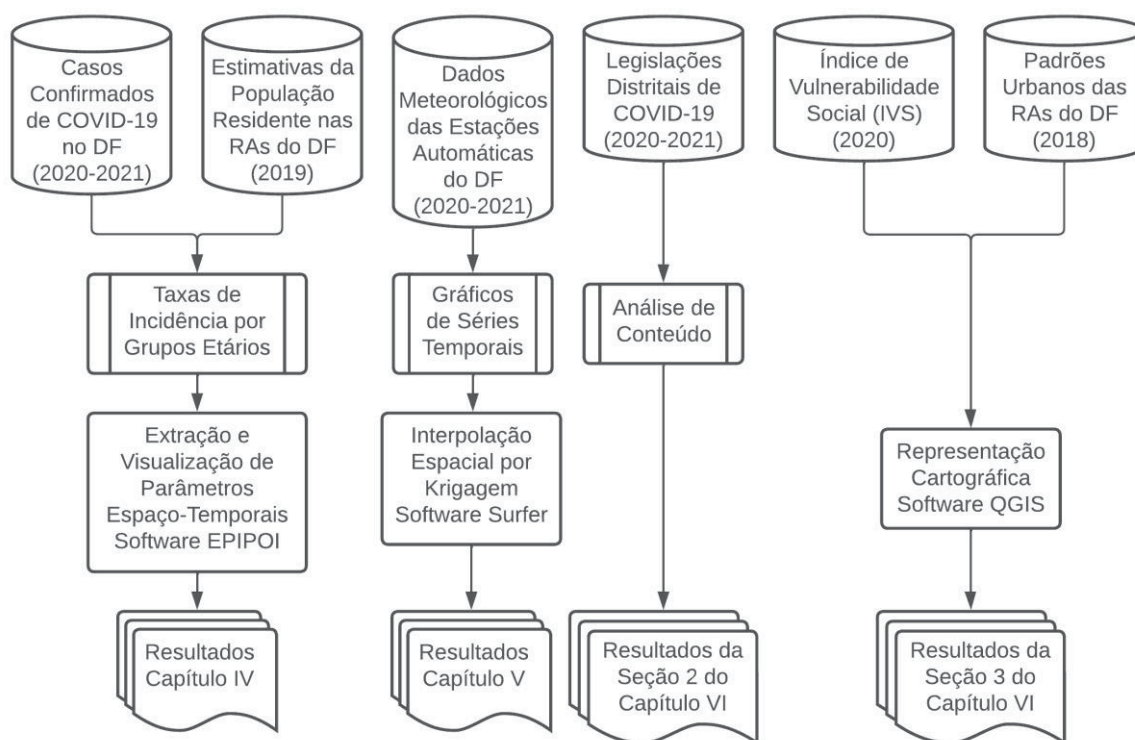 Casos
Confirmados
de COVID-19
no DF
(2020-2021)
Estimativas da
População
Residente nas
RAs do DF
(2019)
Dados
Meteorológicos
das Estações
Automáticas
do DF
(2020-2021)
Legislações
Distritais de
COVID-19
(2020-2021)
Índice de
Vulnerabilidade
Social (IVS)
(2020)
Padrões
Urbanos das
RAs do DF
(2018)
Taxas de
Incidência por
Grupos Etários
Gráficos
de Séries
Temporais
Análise de
Conteúdo
Extração e
Visualização de
Parâmetros
Espaço-Temporais
Software EPIPOI
Interpolação
Espacial por
Krigagem
Software Surfer
Representação
Cartográfica
Software QGIS
Resultados
Capítulo IV
Resultados
Capítulo V
Resultados da
Seção 2 do
Capítulo VI
Resultados da
Seção 3 do
Capítulo VI